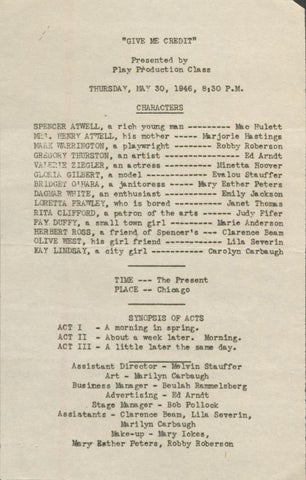 "GIVE ME CREDIT"
Presented by
Play Production Class
THURSDAY, MAY 30, 1946, 8:30 P.M.
CHARACTERS
SPENCER ATWELL, a rich young man ---------- Mac Hulett
MRS. HENRY ATWELL, his mother ----- Marjorie Hastings
MARK WARRINGTON, a playwright -------- Robby Roberson
GREGORY THURSTON, an artist -------------- Ed Arndt
VALERIE ZIEGLER, an actress --------- Minetta Hoover
GLORIA GILBERT, a model ----------- Evalou Stauffer
BRIDGET O'HARA, a janitoress ----- Mary Esther Peters
DAGMAR WHITE, an enthusiast ---------- Emily Jackson
LORETTA FRAWLEY, who is bored --------- Janet Thomas
RITA CLIFFORD, a patron of the arts ------ Judy Fifer
FAY DUFFY, a small town girl -------- Marie Anderson
HERBERT ROSS, a friend of Spencer's --- Clarence Beam
OLIVE WEST, his girl friend --------- Lila Severin
KAY LINDSAY, a city girl --------- Carolyn Carbaugh
TIME --- The Present
PLACE -- Chicago
SYNOPSIS OF ACTS
ACT I - A morning in spring.
ACT II - About a week later. Morning.
ACT III - A little later the same day.
Assistant Director - Melvin Stauffer
Art - Marilyn Carbaugh
Business Manager - Beulah Rammelsberg
Advertising - Ed Arndt
Stage Manager - Bob Pollock
Assistants - Clarence Beam, Lila Severin,
Marilyn Carbaugh
Make-up - Mary Ickes,
Mary Esther Peters, Robby Roberson